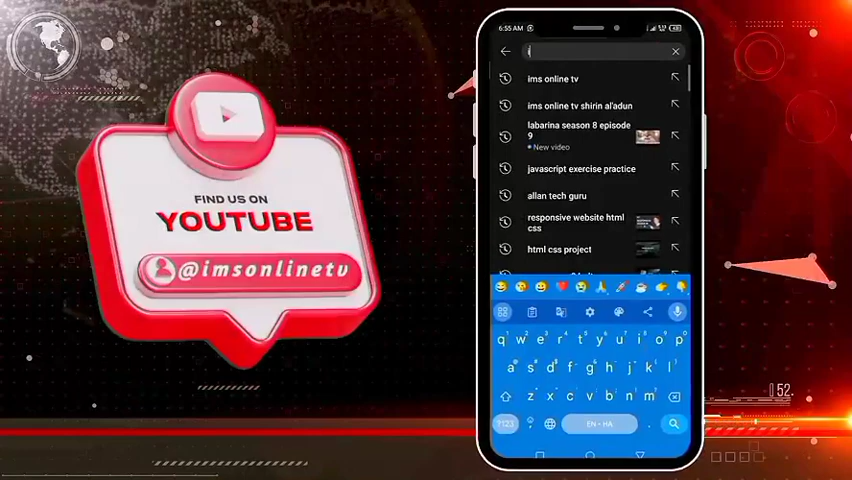 FIND US ON
YOUTUBE
@imsonlinetv
6:55 AM
i
ims online tv
ims online tv shirin al'adun
labarina season 8 episode
9
New video
javascript exercise practice
allan tech guru
responsive website html
css
html css project
q w e r t y u i o p
a s d f g h j k l
z x c v b n m
?123 EN • HA .
52.